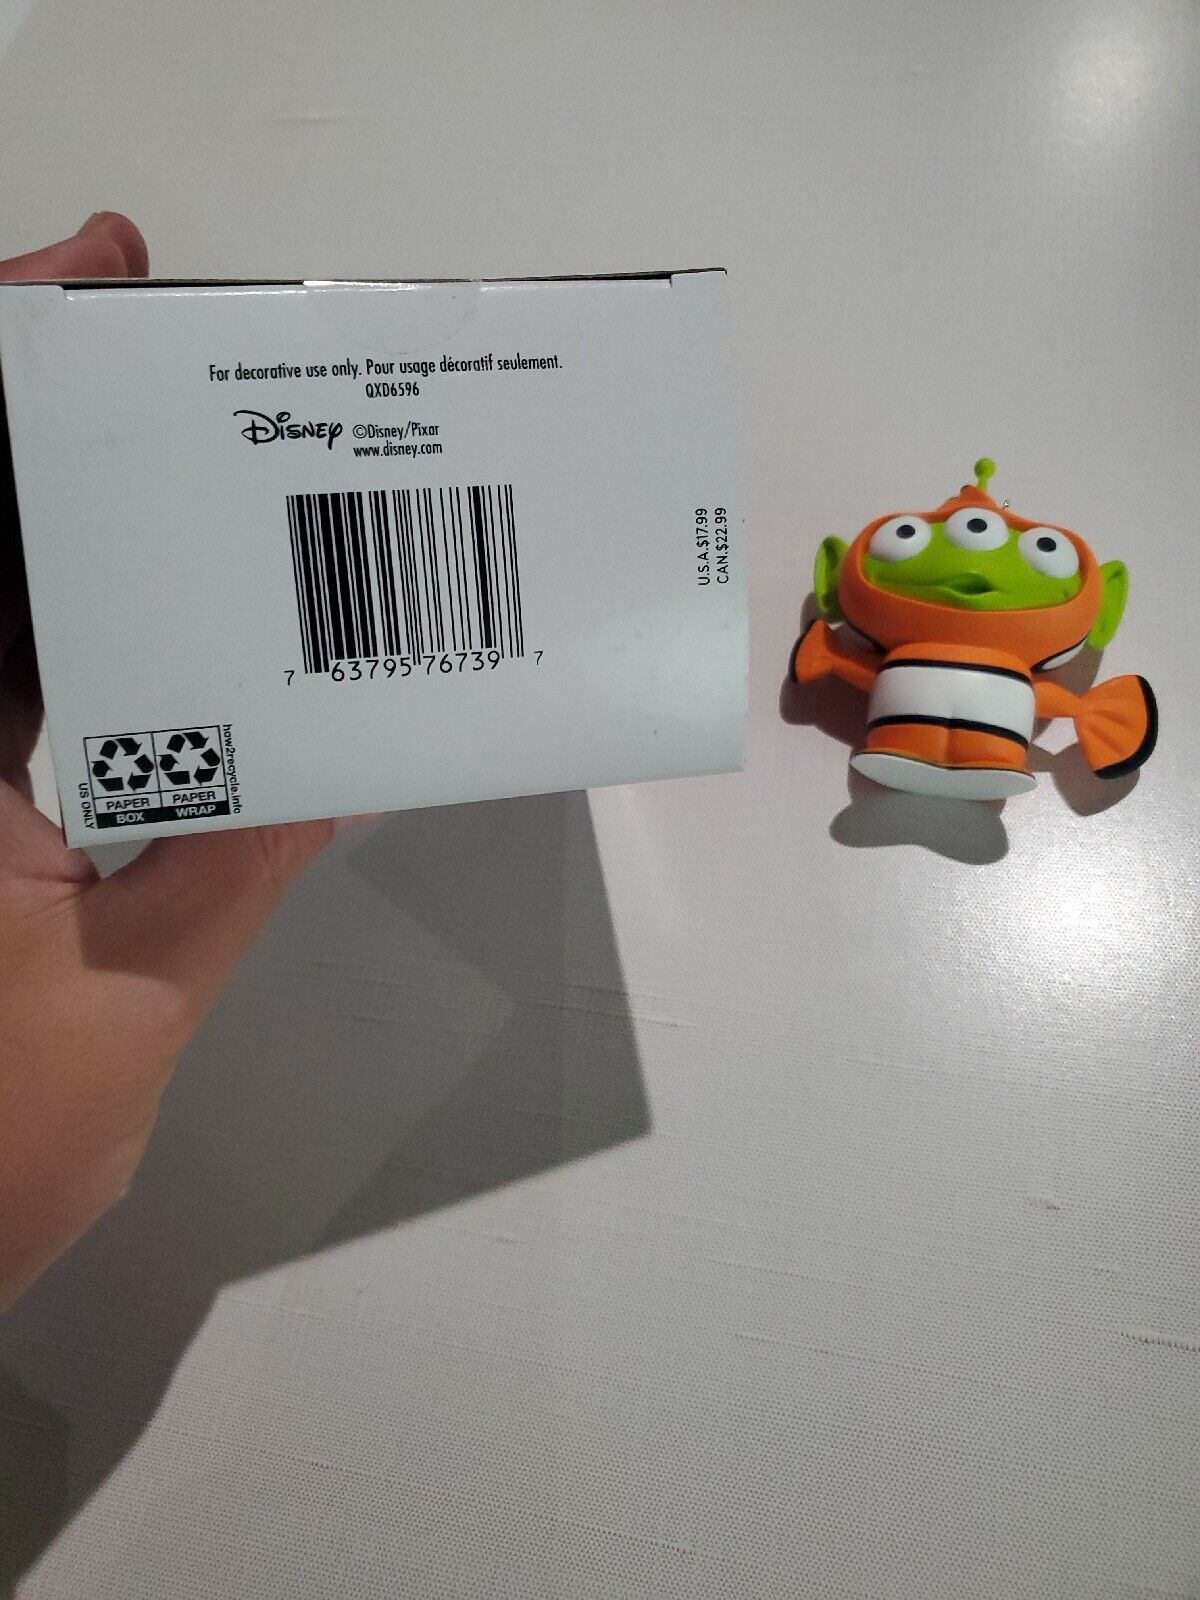 For decorative use only. Pour usage décoratif seulement.
QXD6596
Disney ©Disney/Pixar
www.disney.com
U.S.A.$17.99
CAN.$22.99
7 63795 76739 7
how2recycle.info
US ONLY
PAPER PAPER
BOX WRAP